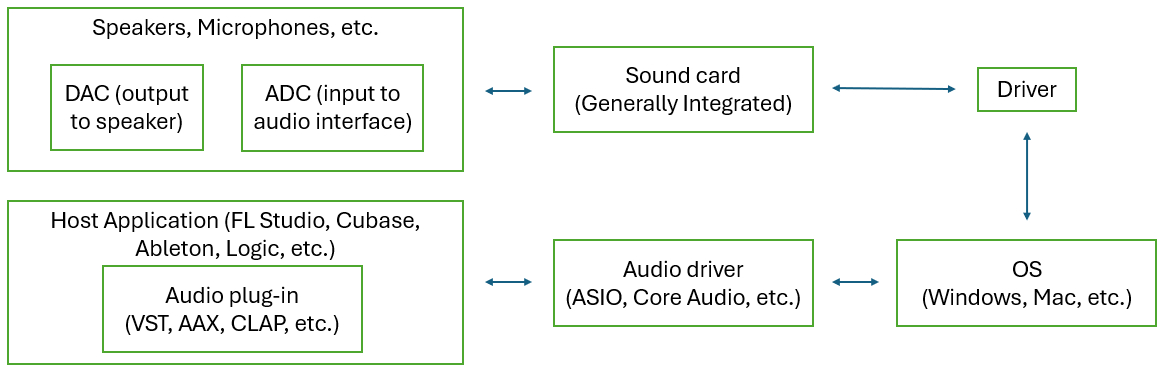 Speakers, Microphones, etc.
DAC (output
to speaker)
ADC (input to
audio interface)
Sound card
(Generally Integrated)
Driver
Host Application (FL Studio, Cubase,
Ableton, Logic, etc.)
Audio plug-in
(VST, AAX, CLAP, etc.)
Audio driver
(ASIO, Core Audio, etc.)
OS
(Windows, Mac, etc.)